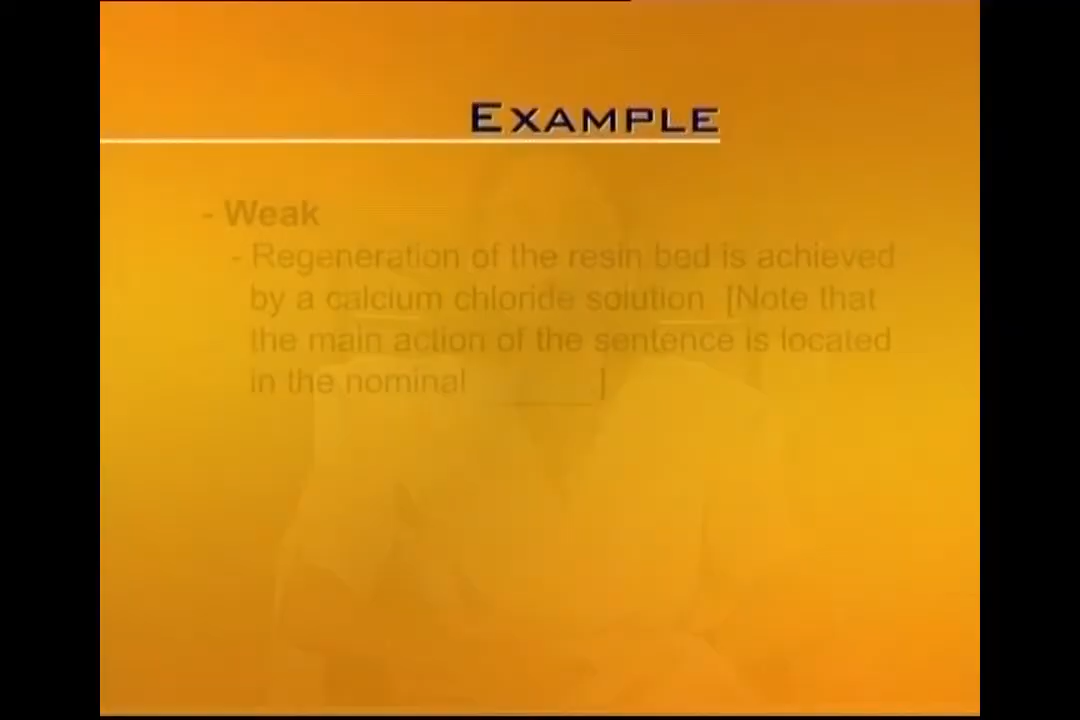 EXAMPLE
- Weak
- Regeneration of the resin bed is achieved
by a calcium chloride solution [Note that
the main action of the sentence is located
in the nominal ______]